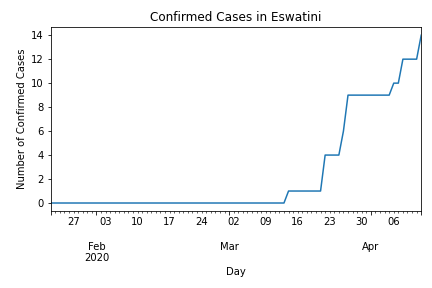 Confirmed Cases in Eswatini
14
12
10
8
6
4
2
0
Number of Confirmed Cases
27 03 10 17 24 02 09 16 23 30 06
Feb Mar Apr
2020
Day